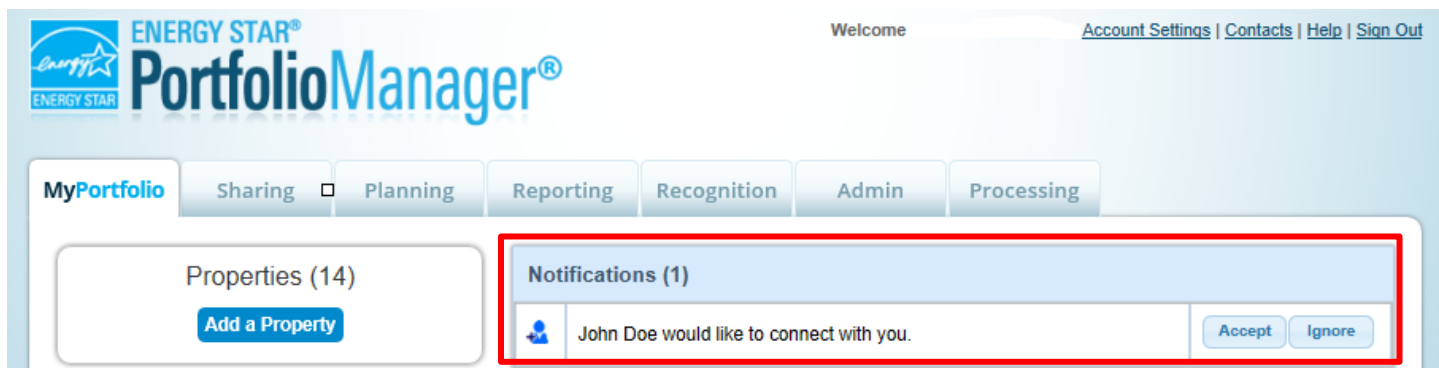 ENERGY STAR®
Welcome
Account Settings | Contacts | Help | Sign Out
energy
ENERGY STAR
PortfolioManager®
MyPortfolio Sharing Planning Reporting Recognition Admin Processing
Properties (14)
Notifications (1)
Add a Property
John Doe would like to connect with you.
Accept Ignore